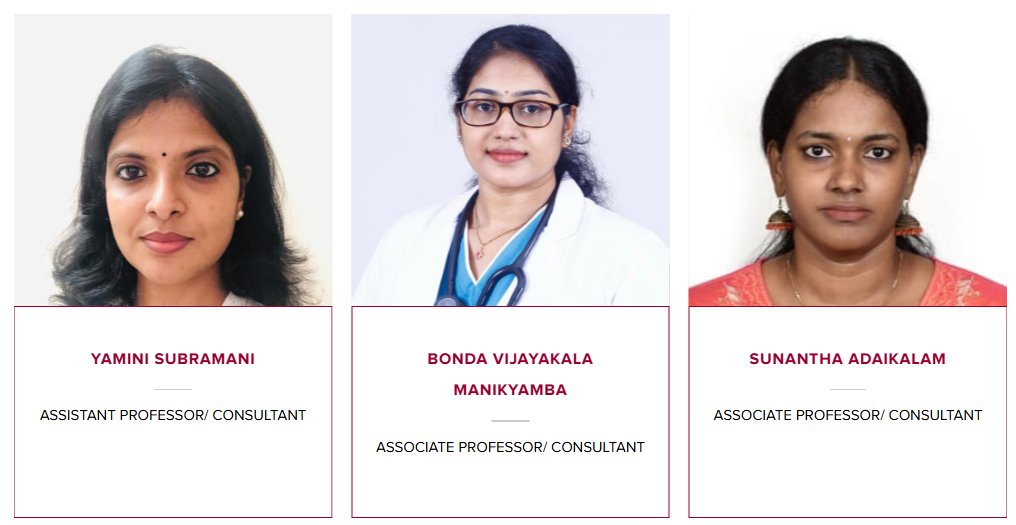 YAMINI SUBRAMANI
ASSISTANT PROFESSOR/ CONSULTANT
BONDA VIJAYAKALA
MANIKYAMBA
ASSOCIATE PROFESSOR/ CONSULTANT
SUNANTHA ADAIKALAM
ASSOCIATE PROFESSOR/ CONSULTANT